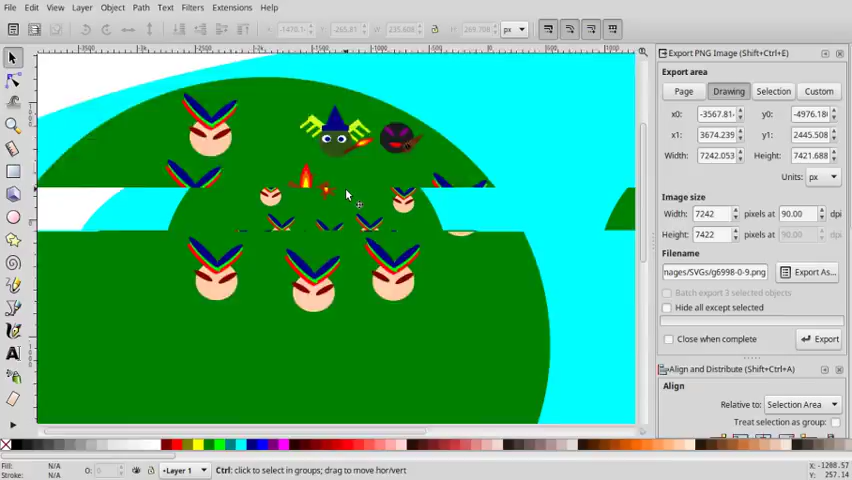 File Edit View Layer Object Path Text Filters Extensions Help
px
Export PNG Image (Shift+Ctrl+E)
Export area
Page Drawing Selection Custom
x0: -3567.81 y0: -4976.18
x1: 3674.239 y1: 2445.508
Width: 7242.053 Height: 7421.688
Units: px
Image size
Width: 7242 pixels at 90.00 dpi
Height: 7422 pixels at 90.00 dpi
Filename
nages/SVGs/g6998-0-9.png Export As...
Batch export 3 selected objects
Hide all except selected
Close when complete Export
Align and Distribute (Shift+Ctrl+A)
Align
Relative to: Selection Area
Treat selection as group:
Fill: N/A
Stroke: N/A
O: 0
•Layer 1
Ctrl: click to select in groups; drag to move hor/vert
X: -1208.57
Y: 257.14